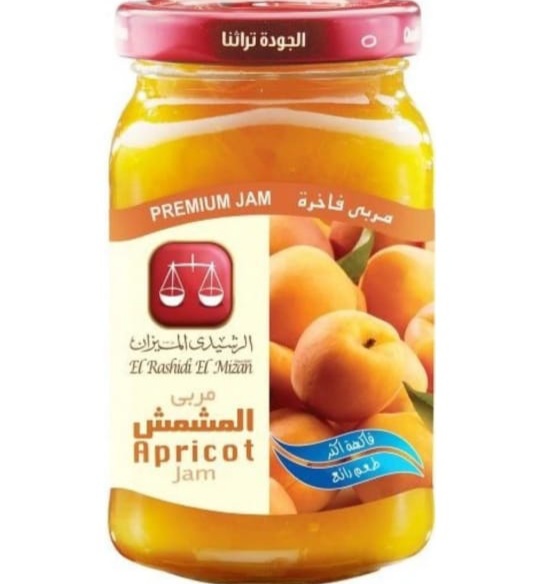 الجودة تراثنا
PREMIUM JAM مربى فاخرة
الرشيدى الميزان
El Rashidi El Mizan
مربى
المشمش
Apricot
Jam
فاكهة أكثر
طعم رائع